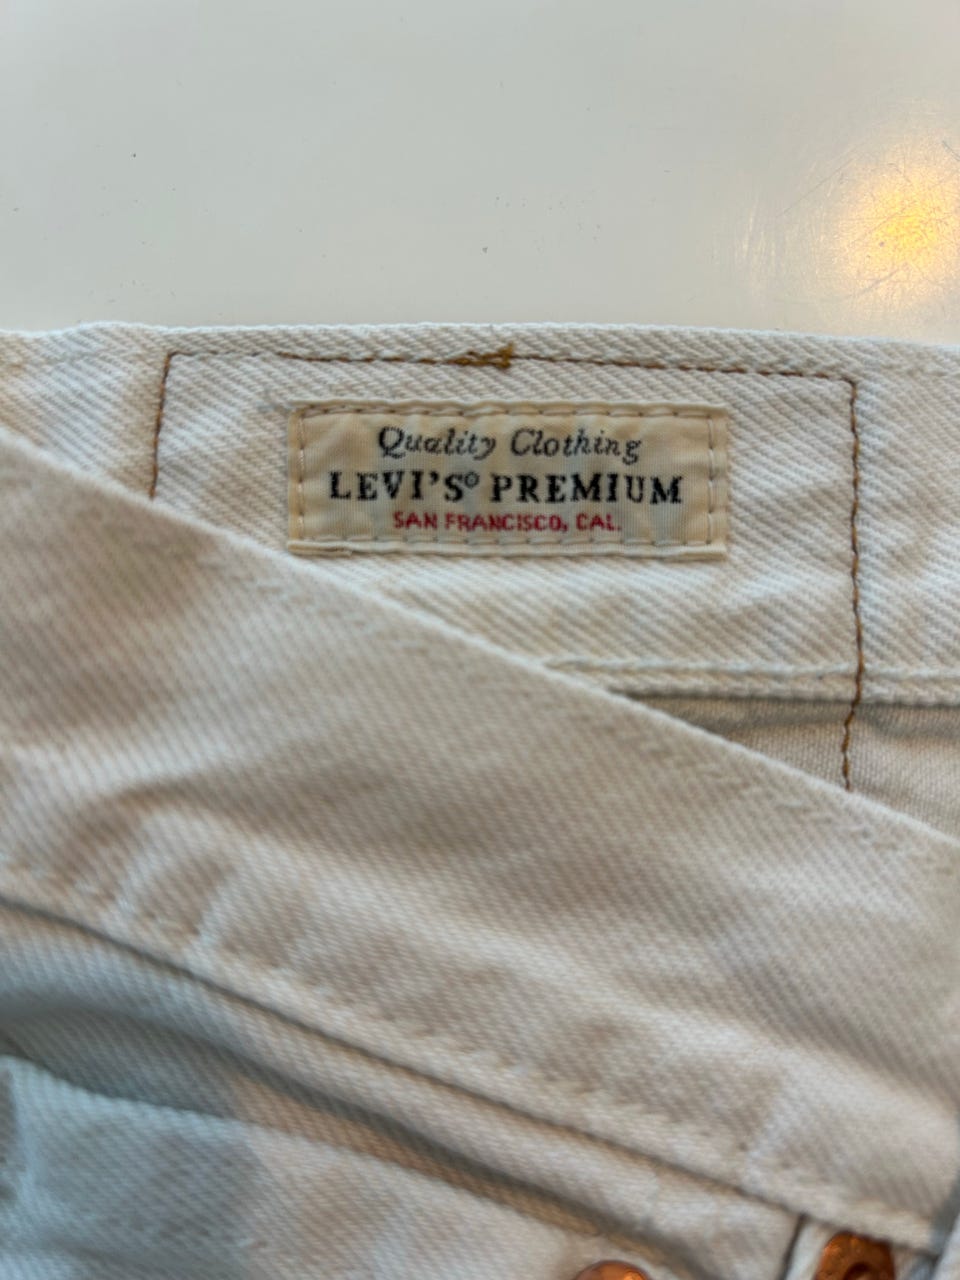 Quality Clothing
LEVI'S® PREMIUM
SAN FRANCISCO, CAL.